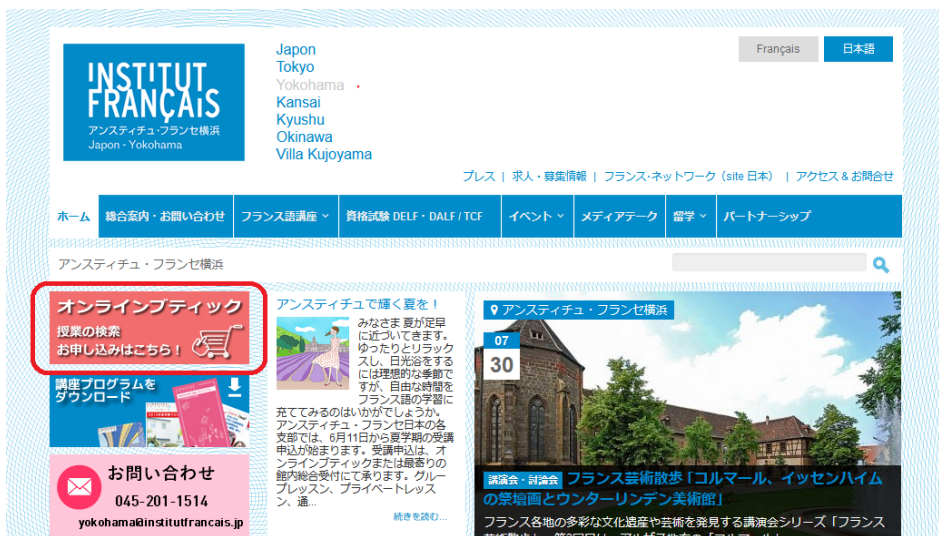 INSTITUT
FRANÇAIS
アンスティチュ・フランセ横浜
Japon - Yokohama
Japon
Tokyo
Yokohama
Kansai
Kyushu
Okinawa
Villa Kujoyama
Français
日本語
プレス | 求人・募集情報 | フランス・ネットワーク（site 日本） | アクセス & お問合せ
ホーム
総合案内・お問い合わせ
フランス語講座
資格試験 DELF・DALF / TCF
イベント
メディアテーク
留学
パートナーシップ
アンスティチュ・フランセ横浜
オンラインブティック
授業の検索
お申し込みはこちら！
講座プログラムを
ダウンロード
お問い合わせ
045-201-1514
yokohama@institutfrancais.jp
アンスティチュで輝く夏を！
みなさま 夏が足早
に近づいてきます。
ゆったりとリラック
スし、日光浴をする
には理想的な季節で
すが、自由な時間を
フランス語の学習に
充ててみるのはいかがでしょうか。
アンスティチュ・フランセ日本の各
支部では、6月11日から夏学期の受講
申込が始まります。受講申込は、オ
ンラインブティックまたは最寄りの
館内総合受付にて承ります。グルー
プレッスン、プライベートレッス
ン、通...
続きを読む...
アンスティチュ・フランセ横浜
07
30
講演会・討論会 フランス芸術散歩「コルマール、イッセンハイム
の祭壇画とウンターリンデン美術館」
フランス各地の多彩な文化遺産や芸術を発見する講演会シリーズ「フランス